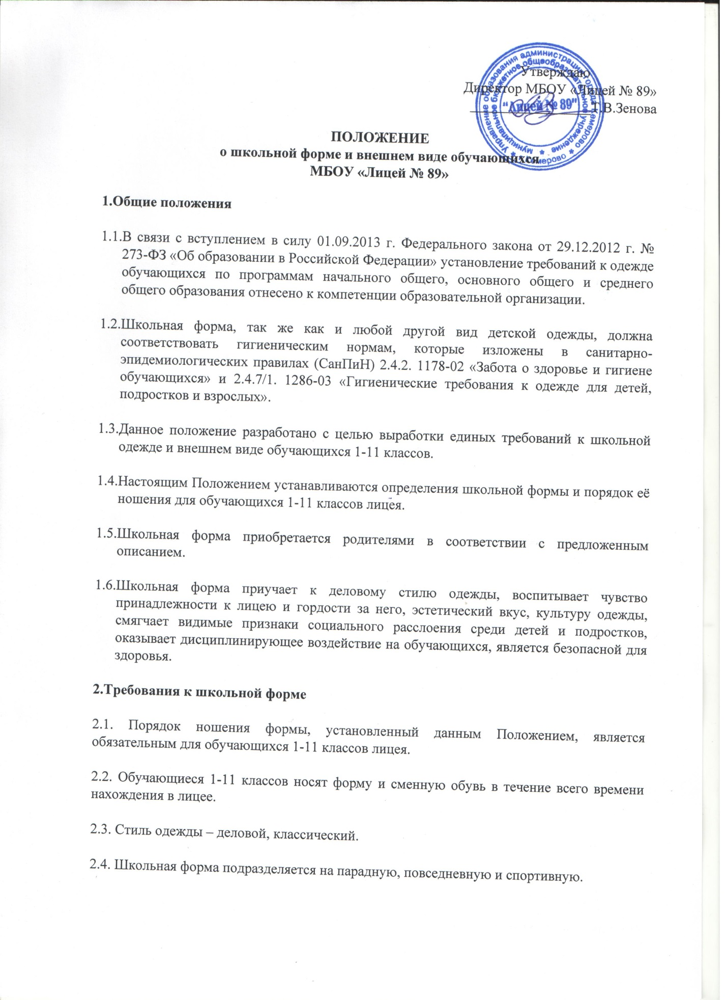 Утверждаю
Директор МБОУ «Лицей № 89»
Т.В.Зенова
Управление образования администрации города Кемерово
муниципальное бюджетное общеобразовательное учреждение
"Лицей № 89"
ПОЛОЖЕНИЕ
о школьной форме и внешнем виде обучающихся
МБОУ «Лицей № 89»
1.Общие положения
1.1.В связи с вступлением в силу 01.09.2013 г. Федерального закона от 29.12.2012 г. №
273-ФЗ «Об образовании в Российской Федерации» установление требований к одежде
обучающихся по программам начального общего, основного общего и среднего
общего образования отнесено к компетенции образовательной организации.
1.2.Школьная форма, так же как и любой другой вид детской одежды, должна
соответствовать гигиеническим нормам, которые изложены в санитарно-
эпидемиологических правилах (СанПиН) 2.4.2. 1178-02 «Забота о здоровье и гигиене
обучающихся» и 2.4.7/1. 1286-03 «Гигиенические требования к одежде для детей,
подростков и взрослых».
1.3.Данное положение разработано с целью выработки единых требований к школьной
одежде и внешнем виде обучающихся 1-11 классов.
1.4.Настоящим Положением устанавливаются определения школьной формы и порядок её
ношения для обучающихся 1-11 классов лицея.
1.5.Школьная форма приобретается родителями в соответствии с предложенным
описанием.
1.6.Школьная форма приучает к деловому стилю одежды, воспитывает чувство
принадлежности к лицею и гордости за него, эстетический вкус, культуру одежды,
смягчает видимые признаки социального расслоения среди детей и подростков,
оказывает дисциплинирующее воздействие на обучающихся, является безопасной для
здоровья.
2.Требования к школьной форме
2.1. Порядок ношения формы, установленный данным Положением, является
обязательным для обучающихся 1-11 классов лицея.
2.2. Обучающиеся 1-11 классов носят форму и сменную обувь в течение всего времени
нахождения в лицее.
2.3. Стиль одежды – деловой, классический.
2.4. Школьная форма подразделяется на парадную, повседневную и спортивную.